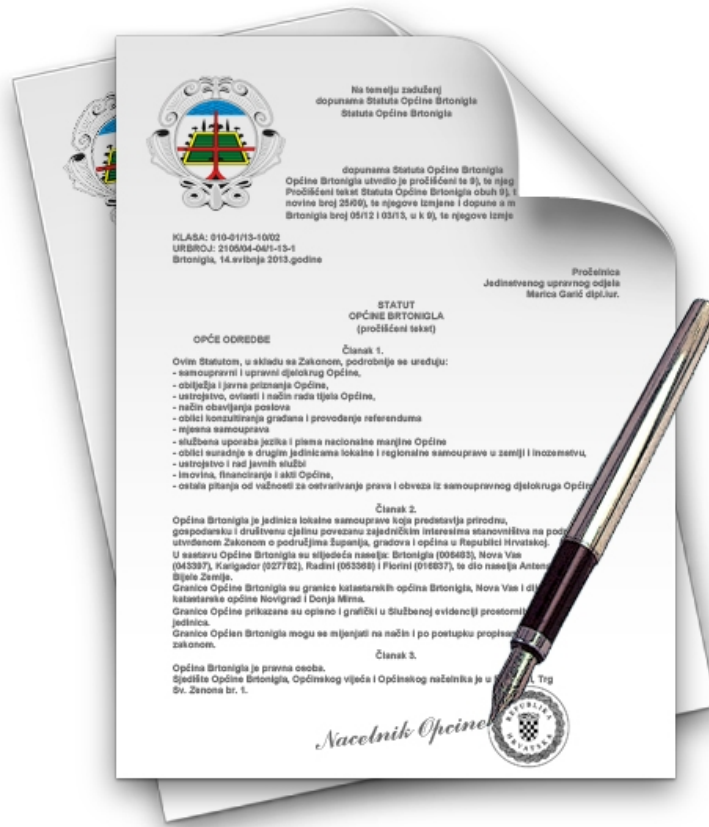 Na temelju zaduženj
dopunama Statuta Općine Brtonigla
Statuta Općine Brtonigla
dopunama Statuta Općine Brtonigla
Općine Brtonigla utvrdio je pročišćeni te 9), te njeg
Pročišćeni tekst Statuta Općine Brtonigla obuh 9), t
novine broj 25/09), te njegove izmjene i dopune a m
Brtonigla broj 05/12 i 03/13, u k 9), te njegove izmje
KLASA: 010-01/13-10/02
URBROJ: 2105/04-04/1-13-1
Brtonigla, 14.svibnja 2013.godine
Pročelnica
Jedinstvenog upravnog odjela
Marica Garić dipl.iur.
STATUT
OPĆINE BRTONIGLA
(pročišćeni tekst)
OPĆE ODREDBE
Članak 1.
Ovim Statutom, u skladu sa Zakonom, podrobnije se uređuju:
- samoupravni i upravni djelokrug Općine,
- obilježja i javna priznanja Općine,
- ustrojstvo, ovlasti i način rada tijela Općine,
- način obavljanja poslova
- oblici konzultiranja građana i provođenje referenduma
- mjesna samouprava
- službena uporaba jezika i pisma nacionalne manjine Općine
- oblici suradnje s drugim jedinicama lokalne i regionalne samouprave u zemlji i inozemstvu,
- ustrojstvo i rad javnih službi
- imovina, financiranje i akti Općine,
- ostala pitanja od važnosti za ostvarivanje prava i obveza iz samoupravnog djelokruga Općin
Članak 2.
Općina Brtonigla je jedinica lokalne samouprave koja predstavlja prirodnu,
gospodarsku i društvenu cjelinu povezanu zajedničkim interesima stanovništva na podr
utvrđenom Zakonom o područjima županija, gradova i općina u Republici Hrvatskoj.
U sastavu Općine Brtonigla su slijedeća naselja: Brtonigla (006483), Nova Vas
(043397), Karigador (027782), Radini (053368) i Fiorini (016837), te dio naselja Anten
Bijele Zemlje.
Granice Općine Brtonigla su granice katastarskih općina Brtonigla, Nova Vas i dij
katastarske općine Novigrad i Donja Mirna.
Granice Općine prikazane su opisno i grafički u Službenoj evidenciji prostornih
jedinica.
Granice Općien Brtonigla mogu se mijenjati na način i po postupku propisan
zakonom.
Članak 3.
Općina Brtonigla je pravna osoba.
Sjedište Općine Brtonigla, Općinskog vijeća i Općinskog načelnika je u Trg
Sv. Zenona br. 1.
Nacelnik Opcine
REPUBLIKA
HRVATSKA